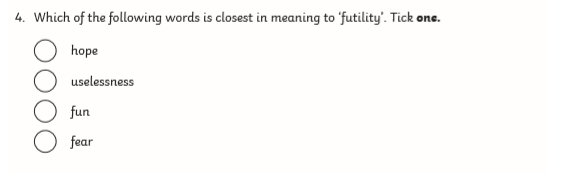 4. Which of the following words is closest in meaning to 'futility'. Tick one.
hope
uselessness
fun
fear